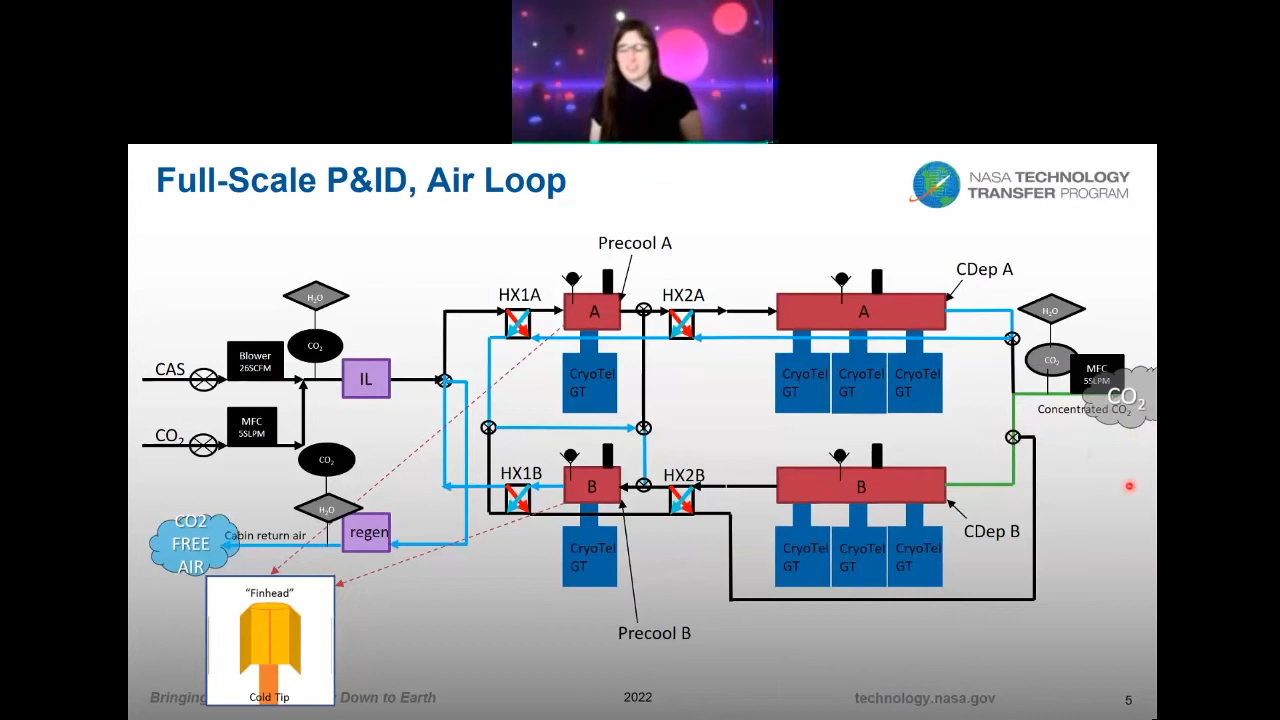 Full-Scale P&ID, Air Loop
NASA TECHNOLOGY
TRANSFER PROGRAM
Precool A
CDep A
HX1A
HX2A
H₂O
H₂O
A
A
CO₂
CO₂
Blower
26SCFM
CAS
IL
MFC
5SLPM
CryoTel
GT
CryoTel
GT
CryoTel
GT
CryoTel
GT
CO₂
Concentrated CO₂
MFC
5SLPM
CO₂
CO₂
HX1B
HX2B
B
B
H₂O
CO2
FREE
AIR
Cabin return air
regen
CDep B
CryoTel
GT
CryoTel
GT
CryoTel
GT
CryoTel
GT
"Finhead"
Cold Tip
Precool B
Bringing
Down to Earth
2022
technology.nasa.gov
5